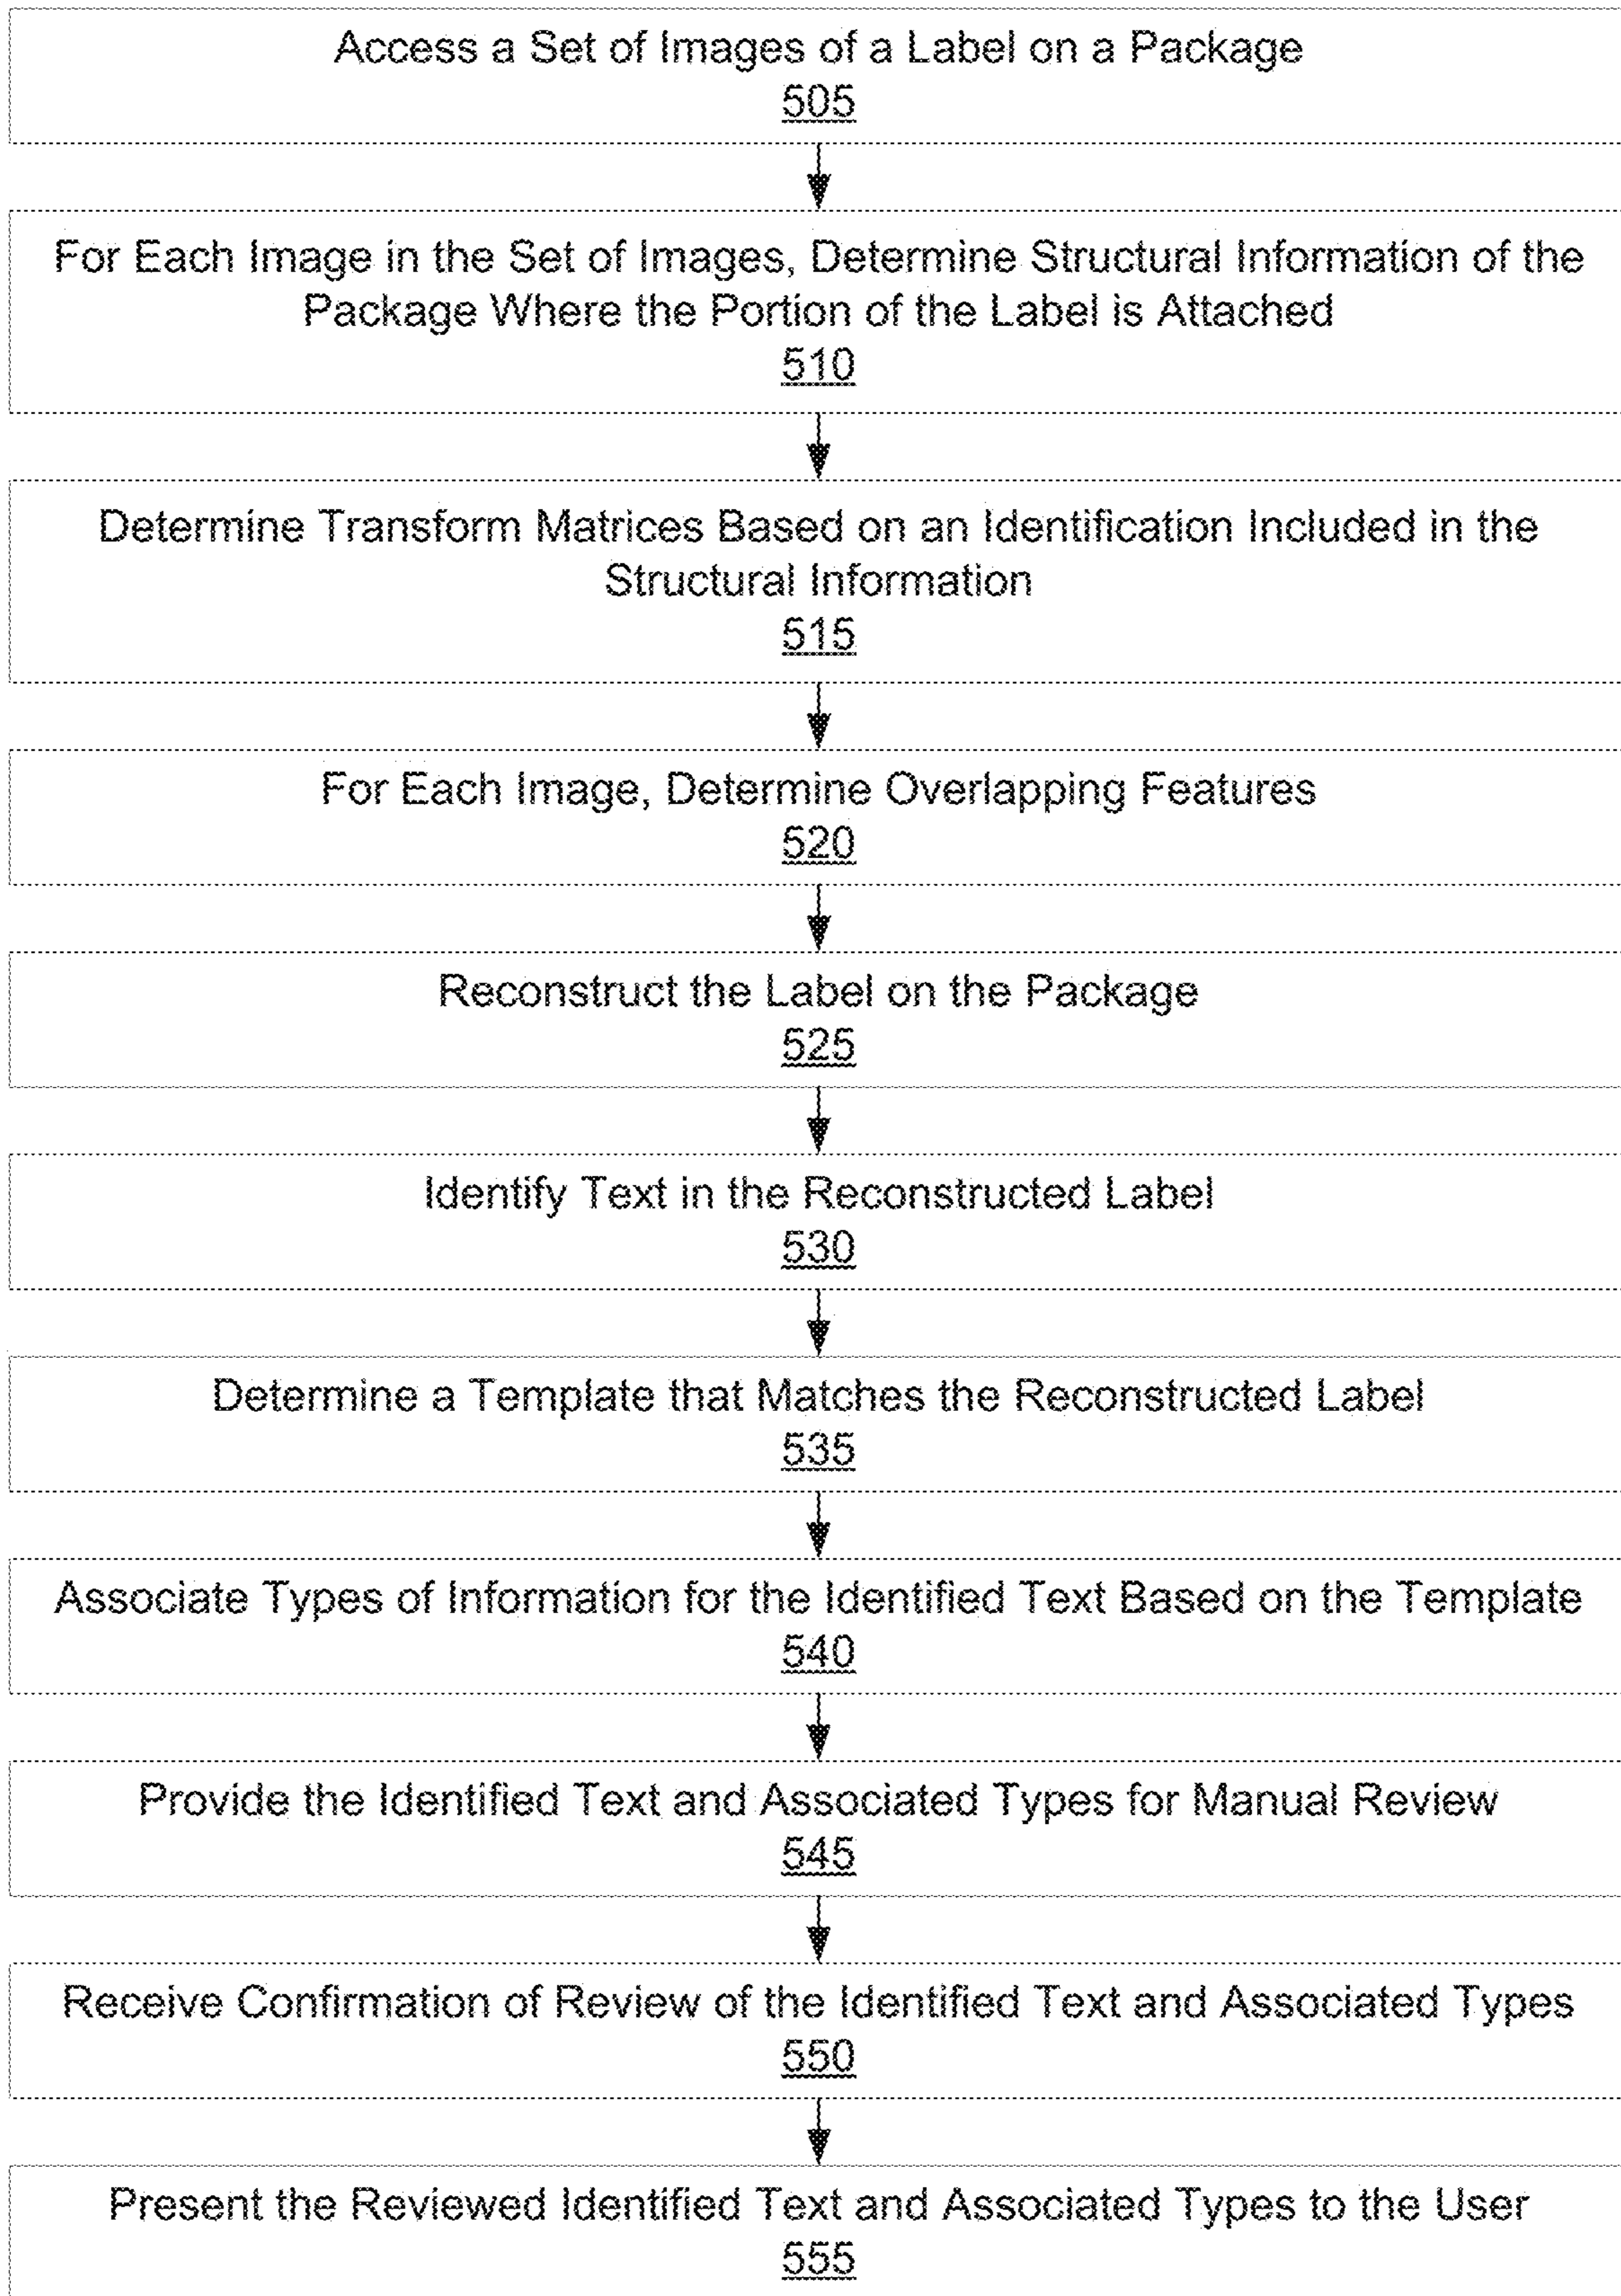 Access a Set of Images of a Label on a Package
505
For Each Image in the Set of Images, Determine Structural Information of the
Package Where the Portion of the Label is Attached
510
Determine Transform Matrices Based on an Identification Included in the
Structural Information
515
For Each Image, Determine Overlapping Features
520
Reconstruct the Label on the Package
525
Identify Text in the Reconstructed Label
530
Determine a Template that Matches the Reconstructed Label
535
Associate Types of Information for the Identified Text Based on the Template
540
Provide the Identified Text and Associated Types for Manual Review
545
Receive Confirmation of Review of the Identified Text and Associated Types
550
Present the Reviewed Identified Text and Associated Types to the User
555